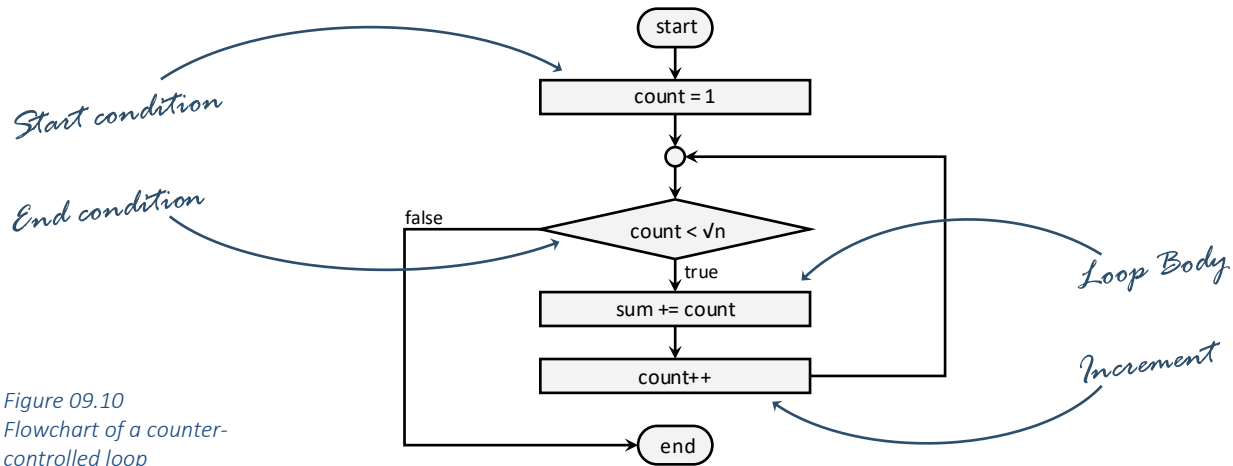 start
Start condition
count = 1
End condition
false
count < √n
true
Loop Body
sum += count
Increment
count++
Figure 09.10
Flowchart of a counter-
controlled loop
end